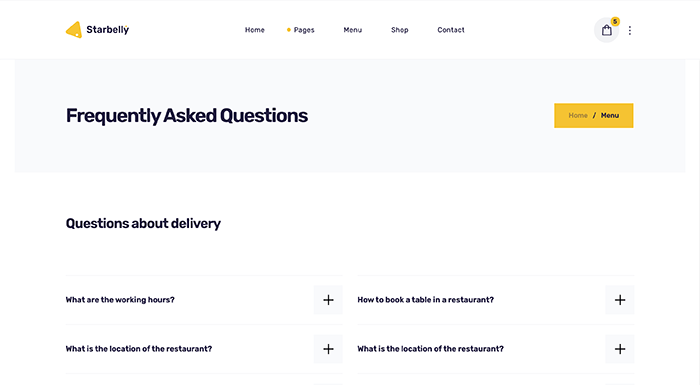 Starbelly
Home Pages Menu Shop Contact
5
Frequently Asked Questions
Home / Menu
Questions about delivery
What are the working hours?
How to book a table in a restaurant?
What is the location of the restaurant?
What is the location of the restaurant?